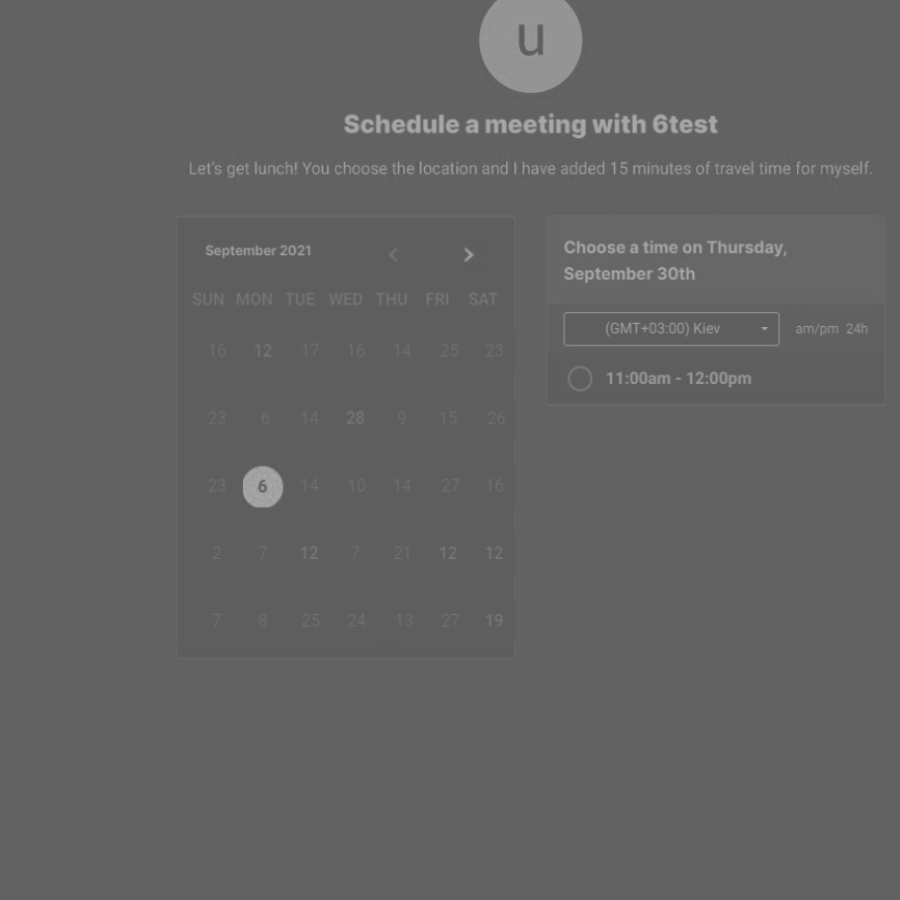 u
Schedule a meeting with 6test
Let's get lunch! You choose the location and I have added 15 minutes of travel time for myself.
September 2021
SUN MON TUE WED THU FRI SAT
16 12 17 16 14 25 23
23 6 14 28 9 15 26
23 6 14 10 14 27 16
2 7 12 7 21 12 12
7 8 25 24 13 27 19
Choose a time on Thursday,
September 30th
(GMT+03:00) Kiev am/pm 24h
11:00am - 12:00pm